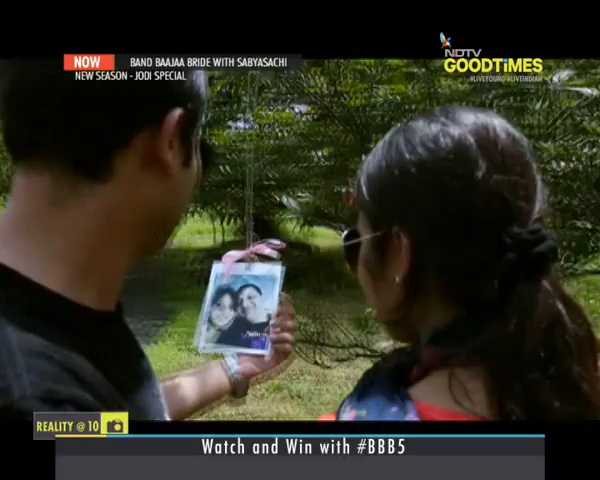 NDTV
GOODTiMES
#LIVEYOUNG#LIVEINDIAN
NOW
BAND BAAJAA BRIDE WITH SABYASACHI
NEW SEASON - JODI SPECIAL
REALITY @ 10
Watch and Win with #BBB5